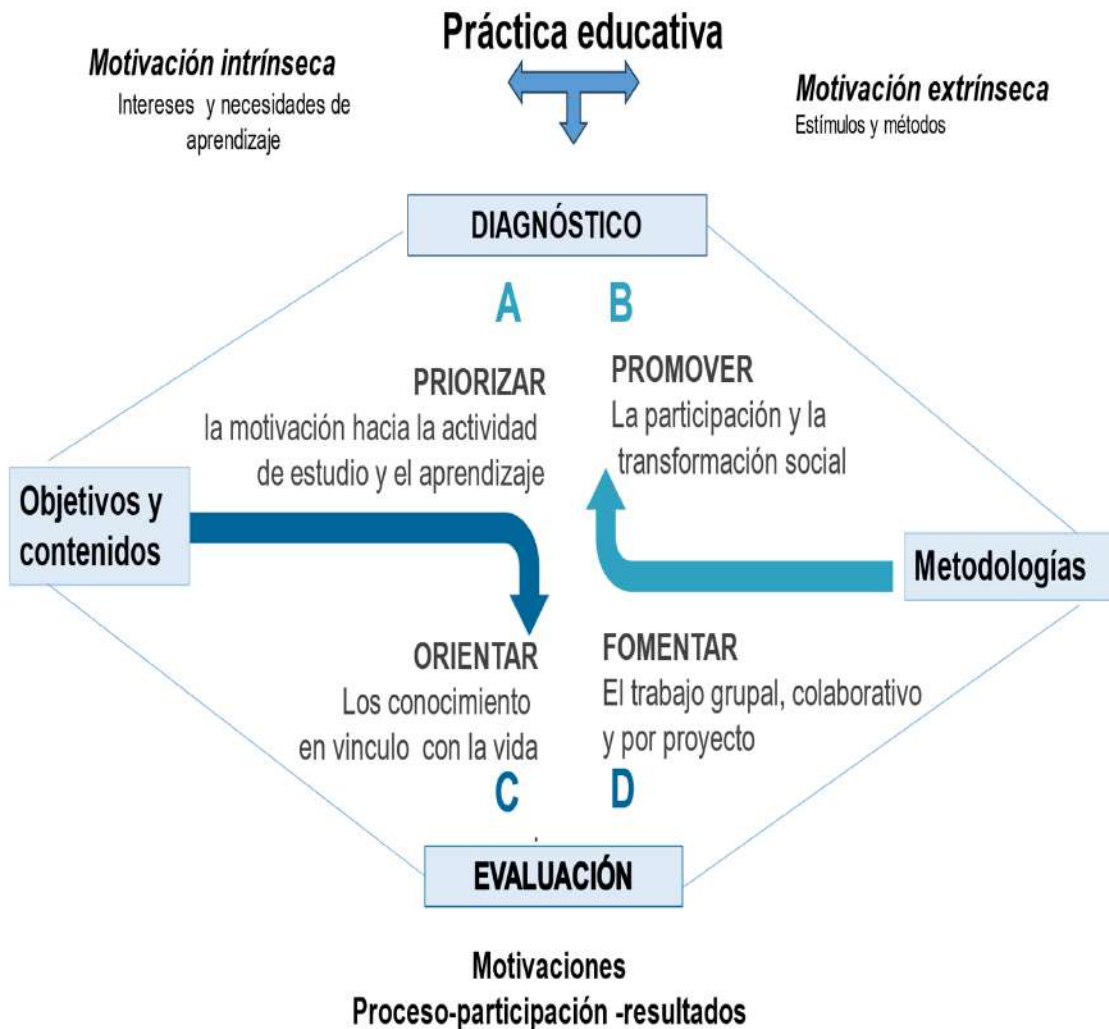 Práctica educativa
Motivación intrínseca
Intereses y necesidades de
aprendizaje
Motivación extrínseca
Estímulos y métodos
DIAGNÓSTICO
A
B
PRIORIZAR
la motivación hacia la actividad
de estudio y el aprendizaje
PROMOVER
La participación y la
transformación social
Objetivos y
contenidos
Metodologías
ORIENTAR
Los conocimiento
en vinculo con la vida
FOMENTAR
El trabajo grupal, colaborativo
y por proyecto
C
D
.
EVALUACIÓN
Motivaciones
Proceso-participación -resultados